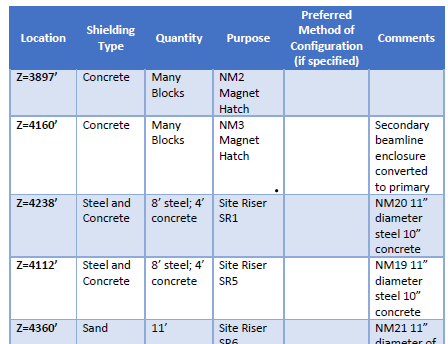 Location
Shielding
Type
Quantity
Purpose
Preferred
Method of
Configuration
(if specified)
Comments
Z=3897’
Concrete
Many
Blocks
NM2
Magnet
Hatch
Z=4160’
Concrete
Many
Blocks
NM3
Magnet
Hatch
Secondary
beamline
enclosure
converted
to primary
Z=4238’
Steel and
Concrete
8’ steel; 4’
concrete
Site Riser
SR1
NM20 11”
diameter
steel 10”
concrete
Z=4112’
Steel and
Concrete
8’ steel; 4’
concrete
Site Riser
SR5
NM19 11”
diameter
steel 10”
concrete
Z=4360’
Sand
11’
Site Riser
SR6
NM21 11”
diameter of